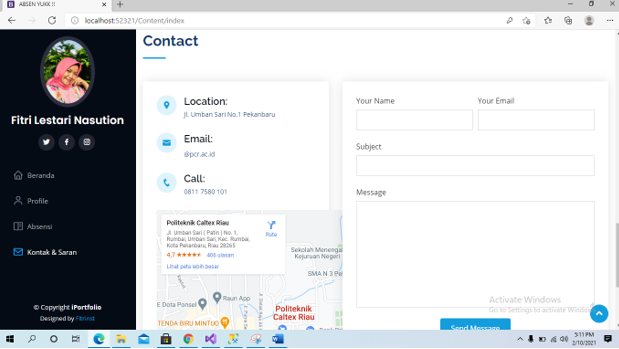 ABSEN YUKK !!
localhost:52321/Content/index
Fitri Lestari Nasution
Beranda
Profile
Absensi
Kontak & Saran
© Copyright iPortfolio
Designed by Fitrinst
Contact
Location:
Jl. Umban Sari No.1 Pekanbaru
Email:
@pcr.ac.id
Call:
0811 7580 101
Politeknik Caltex Riau
Jl. Umban Sari ( Patin ) No. 1,
Rumbai, Umban Sari, Kec. Rumbai,
Kota Pekanbaru, Riau 28265
4,7
403 ulasan
Lihat peta lebih besar
Rute
Sekolah Menenga
Kejuruan Negeri
SMA N 3 Pe
Raun App
E Dota Ponsel
Politeknik
Caltex Riau
TENDA BIRU MINTUO
Your Name
Your Email
Subject
Message
Send Message
Activate Windows
Go to Settings to activate Windows
5:11 PM
2/10/2021